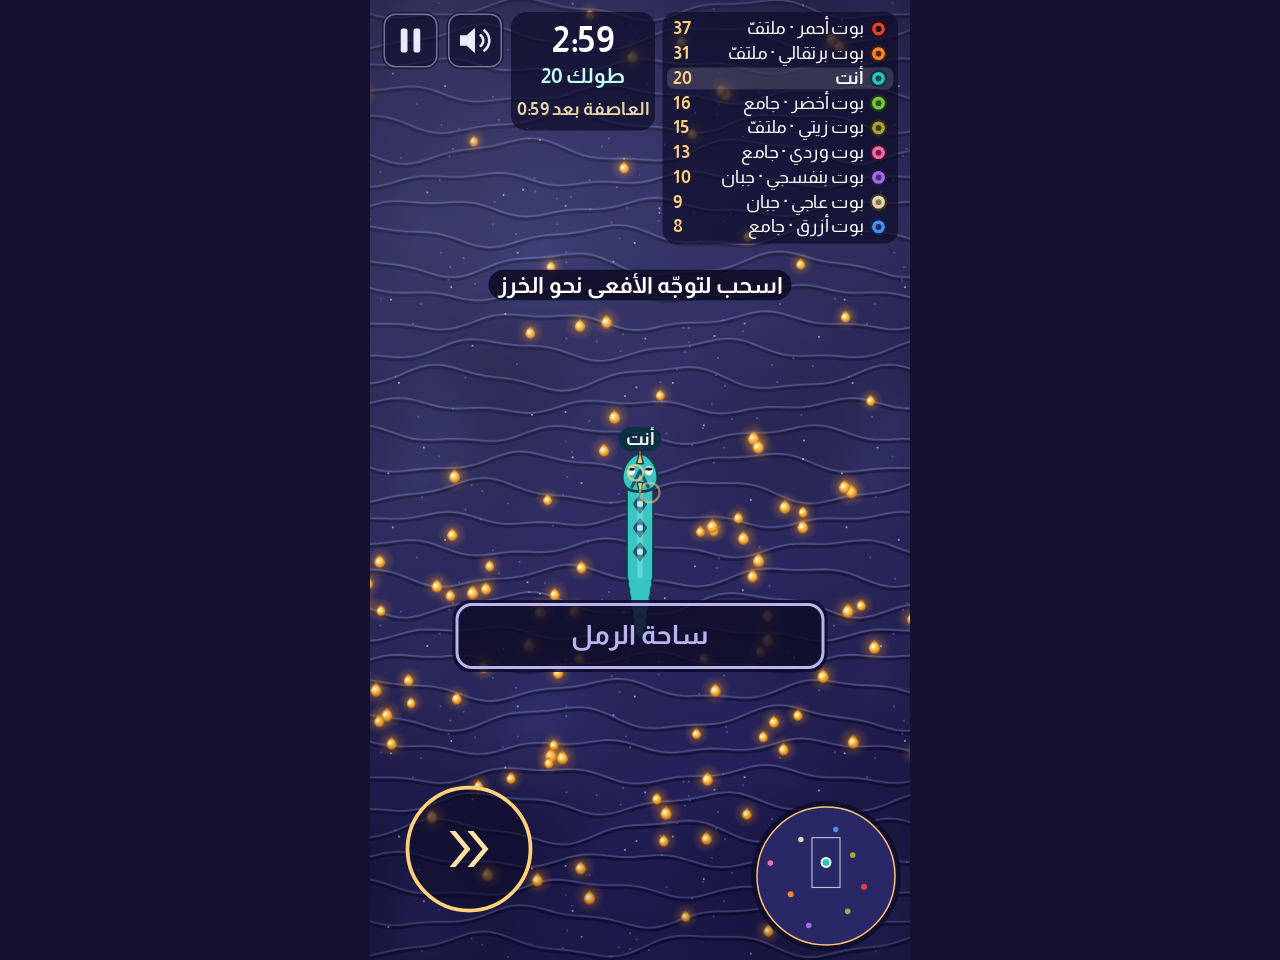 2:59
طولك 20
العاصفة بعد 0:59
بوت أحمر · ملتفّ 37
بوت برتقالي · ملتفّ 31
أنت 20
بوت أخضر · جامع 16
بوت زيتي · ملتفّ 15
بوت وردي · جامع 13
بوت بنفسجي · جبان 10
بوت عاجي · جبان 9
بوت أزرق · جامع 8
اسحب لتوجّه الأفعى نحو الخرز
أنت
ساحة الرمل